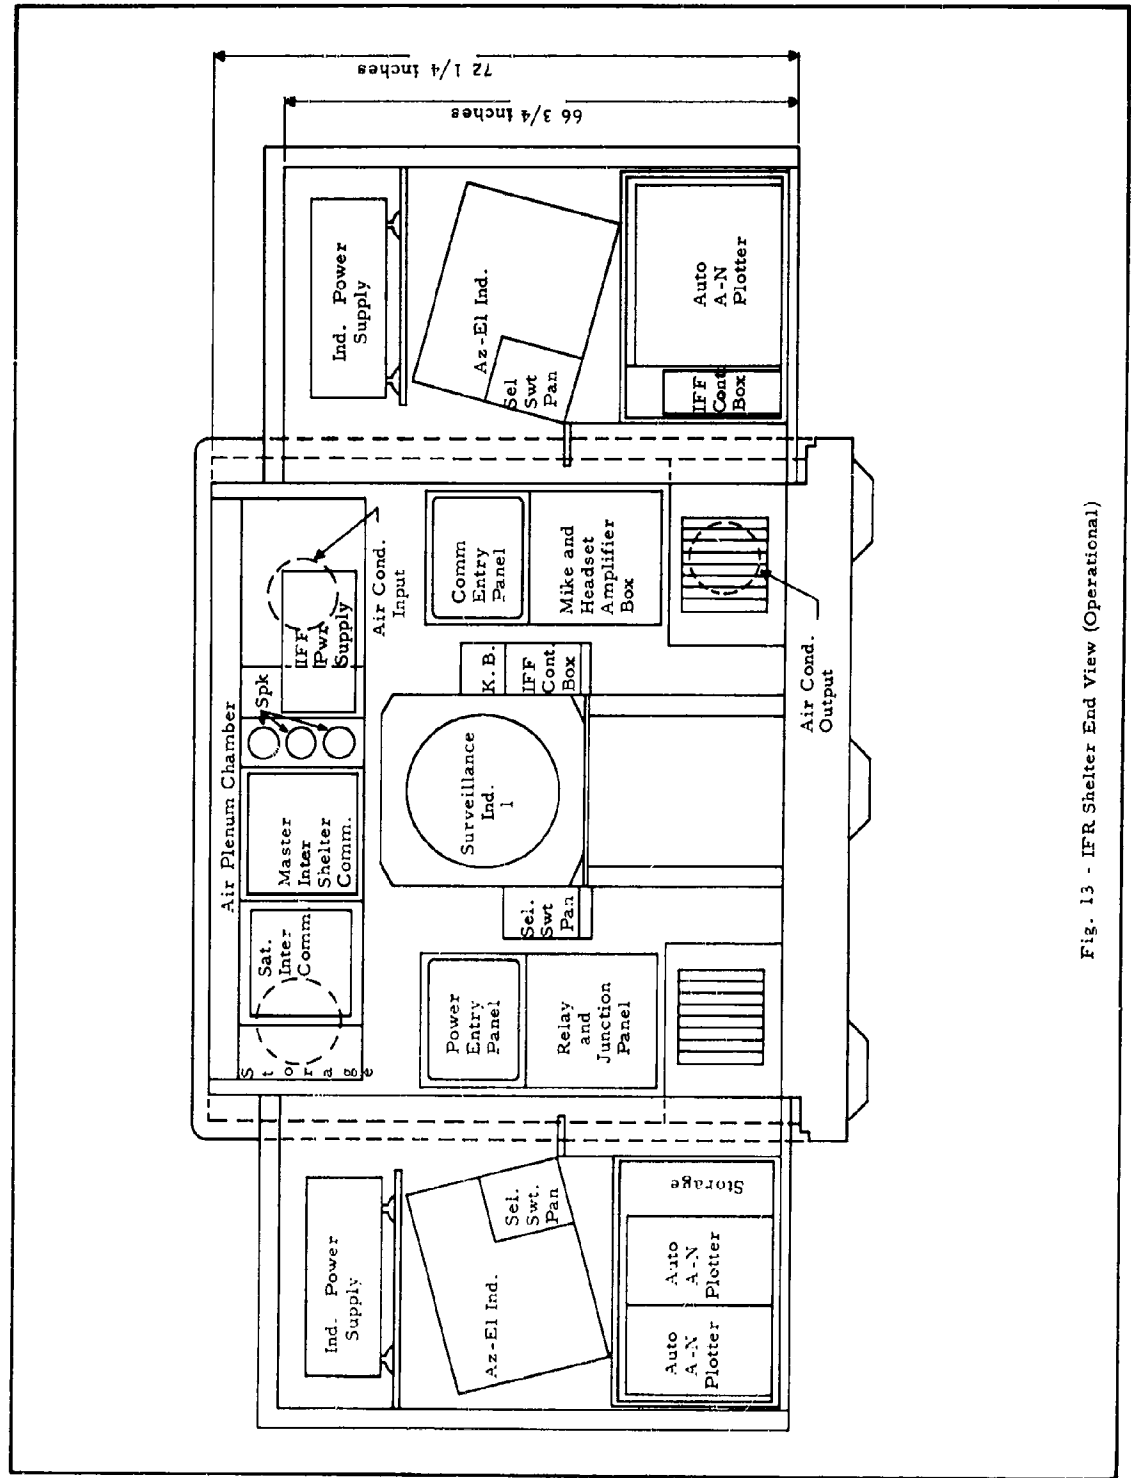 72 1/4 inches
66 3/4 inches
Ind. Power
Supply
Az-El Ind.
Sel.
Swt.
Pan
Auto
A-N
Plotter
Auto
A-N
Plotter
Storage
Air Plenum Chamber
Storage
Sat.
Inter
Comm.
Master
Inter
Shelter
Comm.
Spk
IFF
Pwr
Supply
Air Cond.
Input
Power
Entry
Panel
Relay
and
Junction
Panel
Sel.
Swt
Pan
Surveillance
Ind.
1
K.B.
IFF
Cont.
Box
Comm
Entry
Panel
Mike and
Headset
Amplifier
Box
Air Cond.
Output
Ind. Power
Supply
Az-El Ind.
Sel
Swt
Pan
IFF
Cont
Box
Auto
A-N
Plotter
Fig. 13 - IFR Shelter End View (Operational)